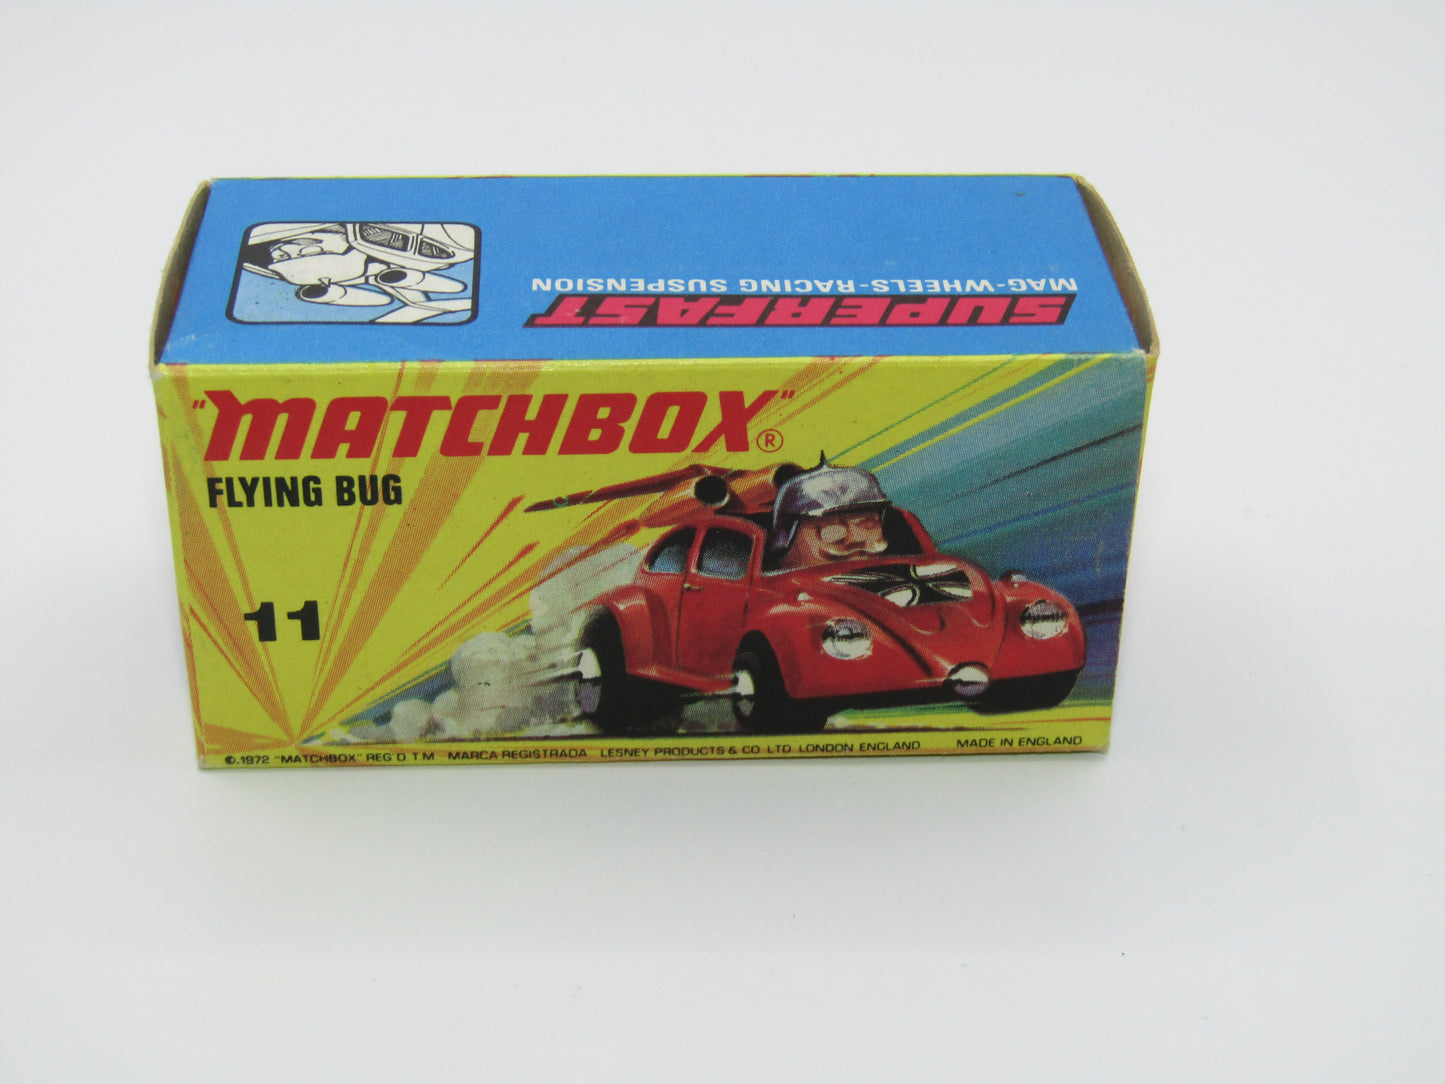 SUPERFAST
MAG-WHEELS-RACING SUSPENSION
"MATCHBOX"®
FLYING BUG
11
©.1972 "MATCHBOX" REG'D T.M MARCA REGISTRADA LESNEY PRODUCTS & CO. LTD. LONDON ENGLAND MADE IN ENGLAND